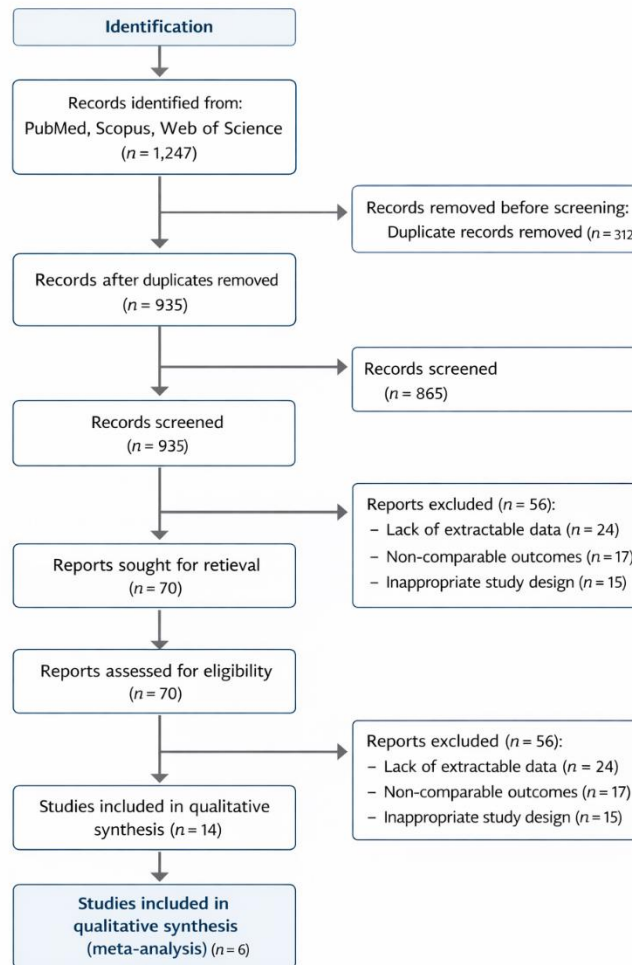 Identification
Records identified from:
PubMed, Scopus, Web of Science
(n = 1,247)
Records removed before screening:
Duplicate records removed (n = 312
Records after duplicates removed
(n = 935)
Records screened
(n = 865)
Records screened
(n = 935)
Reports excluded (n = 56):
– Lack of extractable data (n = 24)
– Non-comparable outcomes (n = 17)
– Inappropriate study design (n = 15)
Reports sought for retieval
(n = 70)
Reports assessed for eligibility
(n = 70)
Reports excluded (n = 56):
– Lack of extractable data (n = 24)
– Non-comparable outcomes (n = 17)
– Inappropriate study design (n = 15)
Studies included in qualitative
synthesis (n = 14)
Studies included in
qualitative synthesis
(meta-analysis) (n = 6)